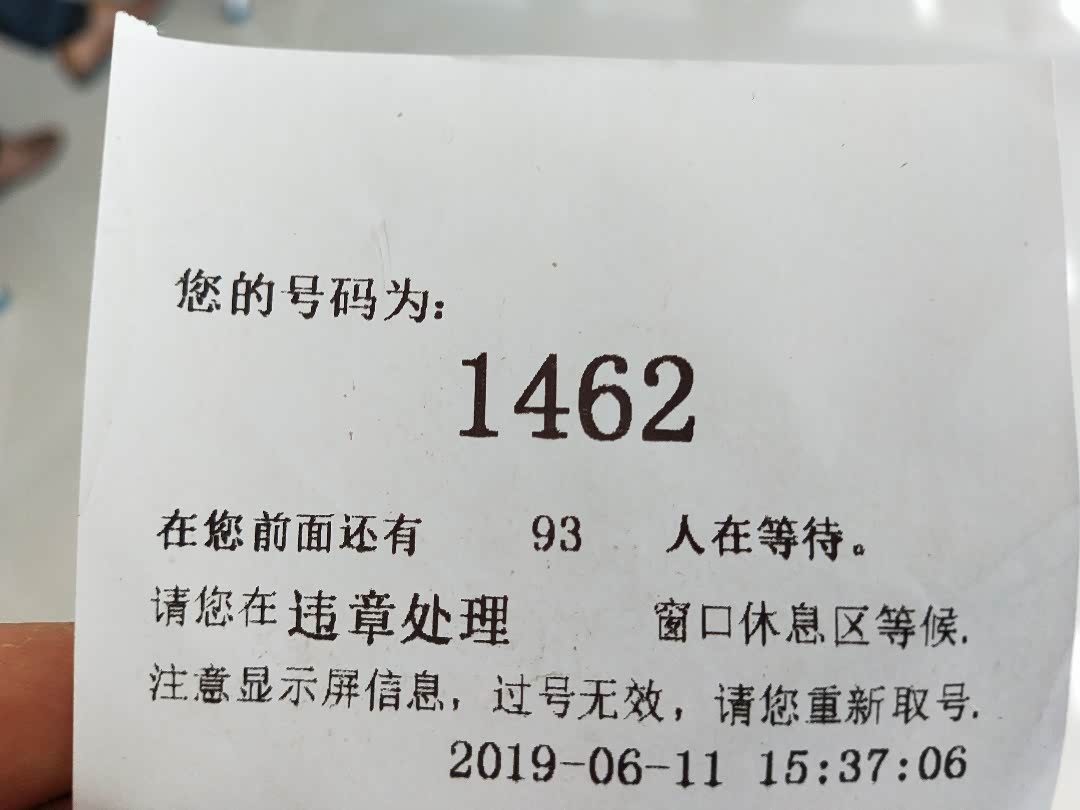 您的号码为:
1462
在您前面还有 93 人在等待。
请您在 违章处理 窗口休息区等候.
注意显示屏信息，过号无效，请您重新取号.
2019-06-11 15:37:06